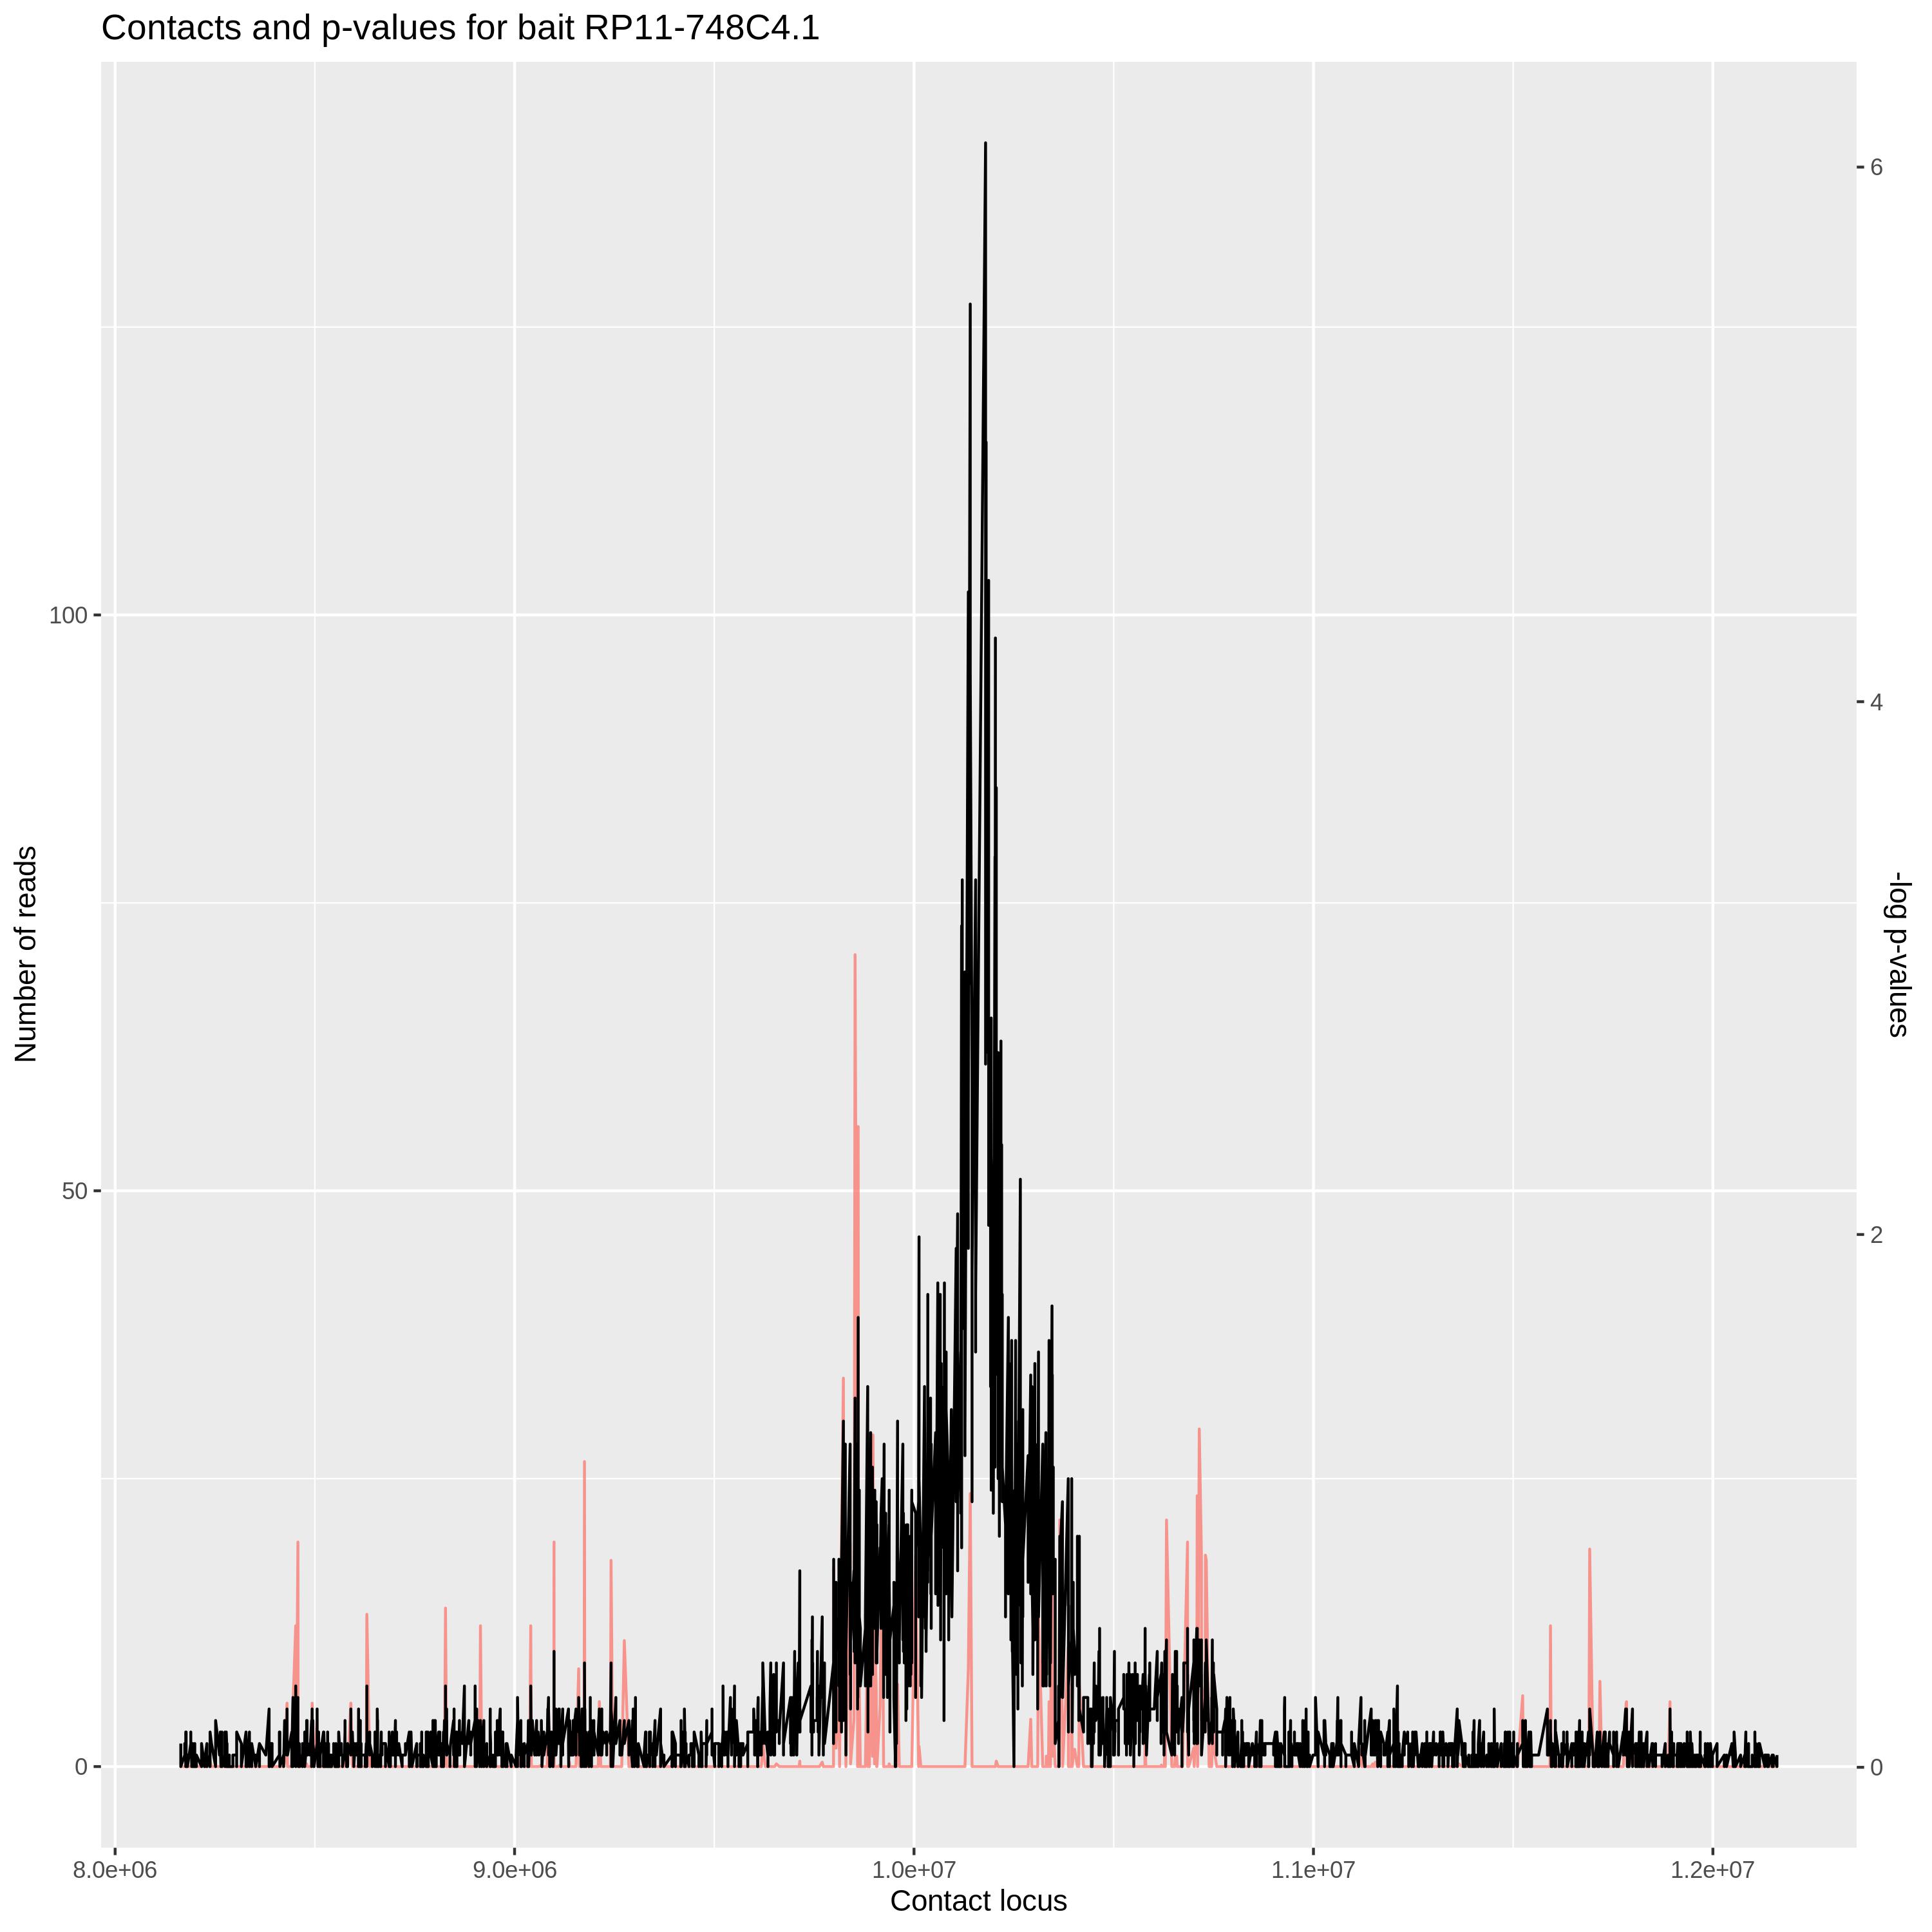 Contacts and p-values for bait RP11-748C4.1
100
50
0
Number of reads
6
4
2
0
-log p-values
8.0e+06 9.0e+06 1.0e+07 1.1e+07 1.2e+07
Contact locus